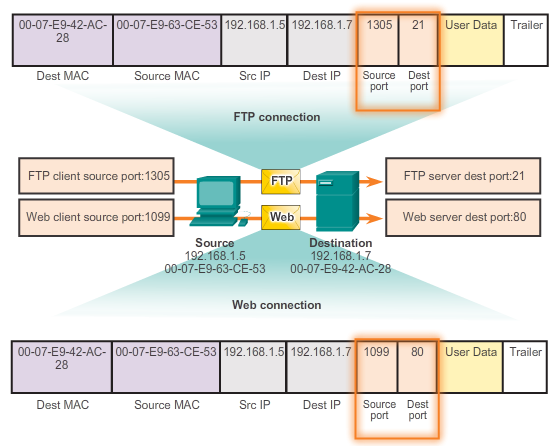 00-07-E9-42-AC-28 00-07-E9-63-CE-53 192.168.1.5 192.168.1.7 1305 21 User Data Trailer
Dest MAC Source MAC Src IP Dest IP Source port Dest port
FTP connection
FTP client source port:1305 FTP FTP server dest port:21
Web client source port:1099 Web Web server dest port:80
Source Destination
192.168.1.5 192.168.1.7
00-07-E9-63-CE-53 00-07-E9-42-AC-28
Web connection
00-07-E9-42-AC-28 00-07-E9-63-CE-53 192.168.1.5 192.168.1.7 1099 80 User Data Trailer
Dest MAC Source MAC Src IP Dest IP Source port Dest port